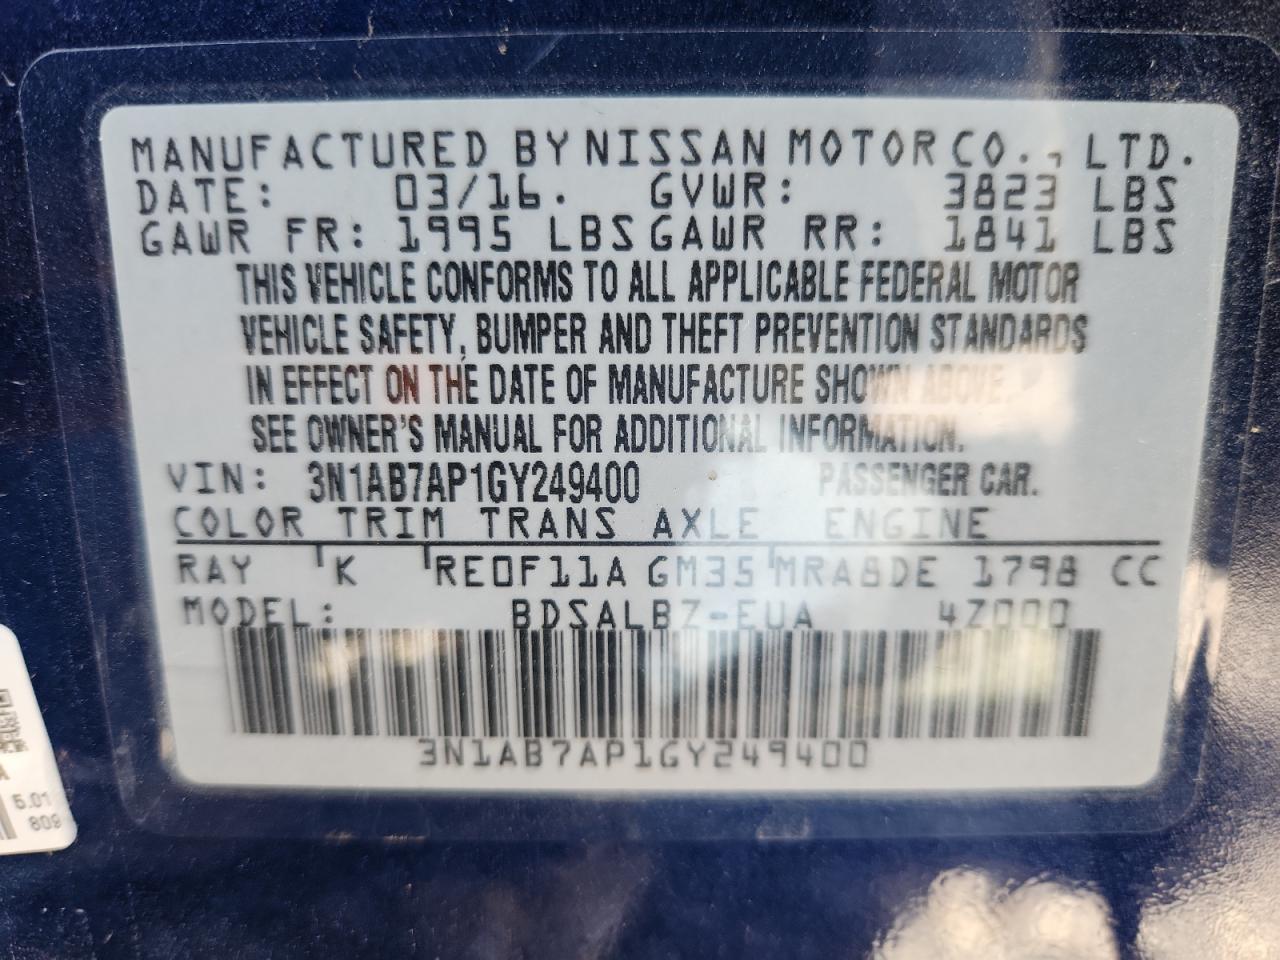 MANUFACTURED BY NISSAN MOTOR CO., LTD.
DATE: 03/16. GVWR: 3823 LBS
GAWR FR: 1995 LBS GAWR RR: 1841 LBS
THIS VEHICLE CONFORMS TO ALL APPLICABLE FEDERAL MOTOR
VEHICLE SAFETY, BUMPER AND THEFT PREVENTION STANDARDS
IN EFFECT ON THE DATE OF MANUFACTURE SHOWN ABOVE.
SEE OWNER'S MANUAL FOR ADDITIONAL INFORMATION.
VIN: 3N1AB7AP1GY249400 PASSENGER CAR.
COLOR TRIM TRANS AXLE ENGINE
RAY K RE0F11A GM35 MRA8DE 1798 CC
MODEL: BDSALBZ-EUA 4Z000
3N1AB7AP1GY249400
5.01
809